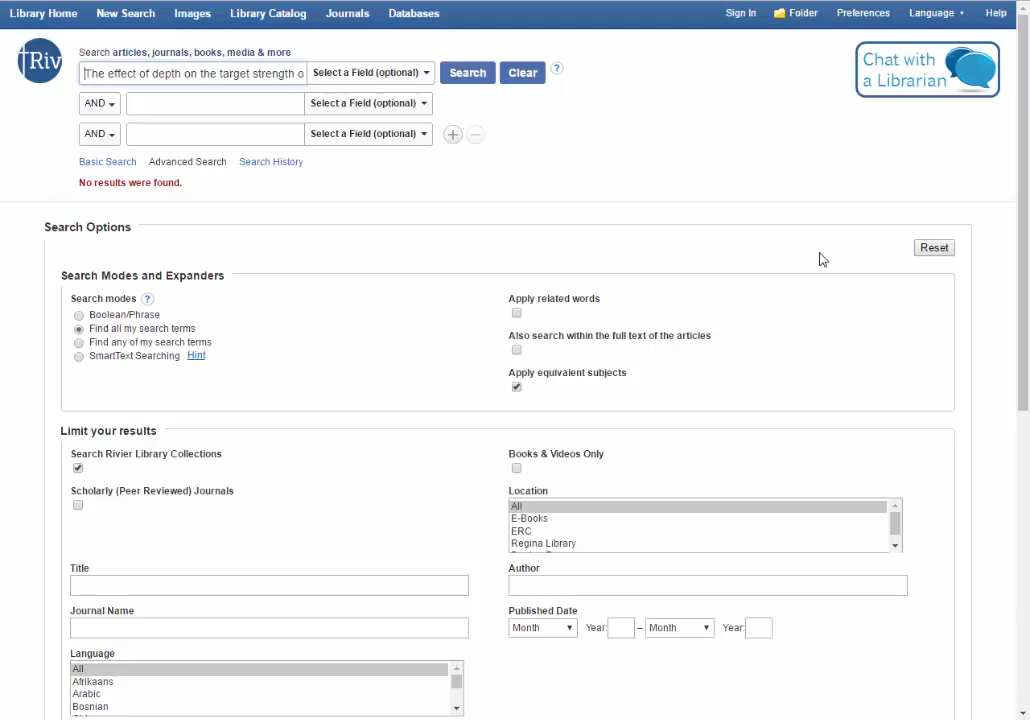 Library Home New Search Images Library Catalog Journals Databases Sign In Folder Preferences Language Help
Riv
Search articles, journals, books, media & more
The effect of depth on the target strength o Select a Field (optional) Search Clear ?
AND Select a Field (optional)
AND Select a Field (optional)
Chat with
a Librarian
Basic Search Advanced Search Search History
No results were found.
Search Options
Reset
Search Modes and Expanders
Search modes ?
Boolean/Phrase
Find all my search terms
Find any of my search terms
SmartText Searching Hint
Apply related words
Also search within the full text of the articles
Apply equivalent subjects
Limit your results
Search Rivier Library Collections
Books & Videos Only
Scholarly (Peer Reviewed) Journals
Location
All
E-Books
ERC
Regina Library
Title
Author
Journal Name
Published Date
Month Year: – Month Year:
Language
All
Afrikaans
Arabic
Bosnian